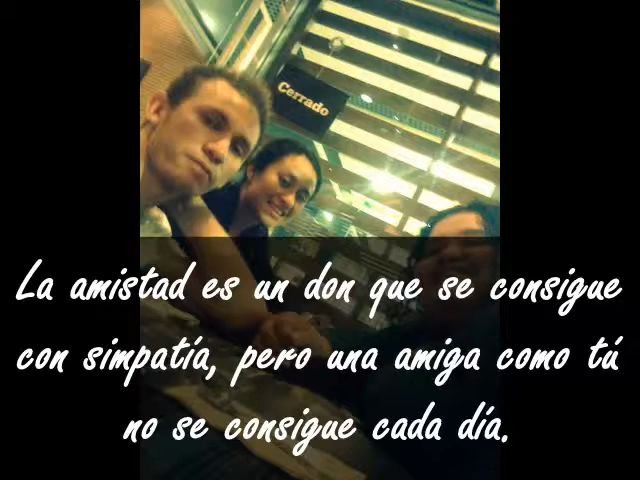 Cerrado
La amistad es un don que se consigue
con simpatía, pero una amiga como tú
no se consigue cada día.